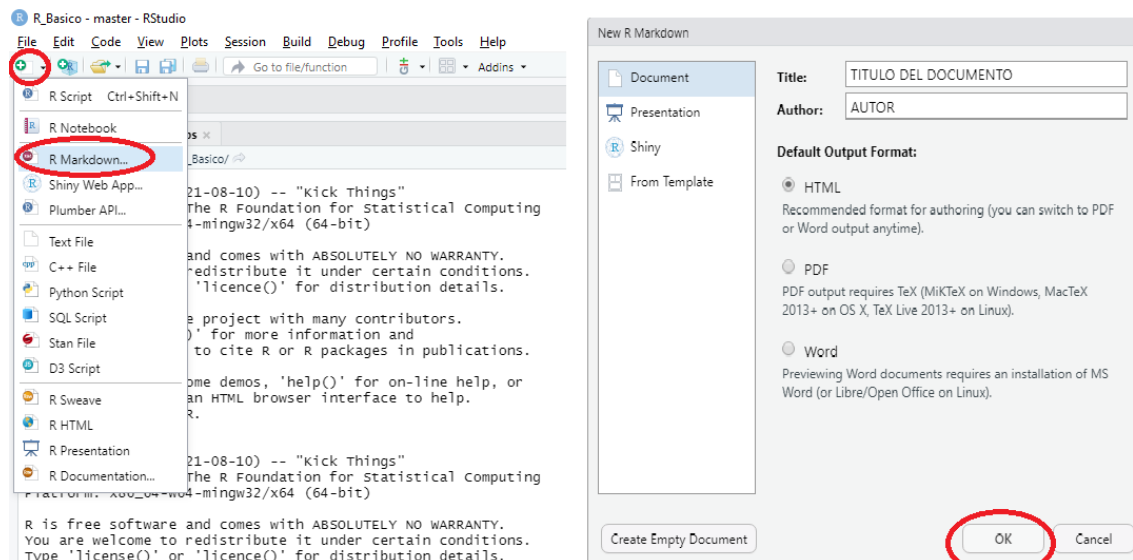 R_Basico - master - RStudio
File Edit Code View Plots Session Build Debug Profile Tools Help
Go to file/function Addins
R Script Ctrl+Shift+N
R Notebook
R Markdown...
Shiny Web App...
Plumber API...
Text File
C++ File
Python Script
SQL Script
Stan File
D3 Script
R Sweave
R HTML
R Presentation
R Documentation...
_Basico/
21-08-10) -- "Kick Things"
The R Foundation for Statistical Computing
4-mingw32/x64 (64-bit)
and comes with ABSOLUTELY NO WARRANTY.
redistribute it under certain conditions.
'licence()' for distribution details.
e project with many contributors.
)' for more information and
to cite R or R packages in publications.
ome demos, 'help()' for on-line help, or
an HTML browser interface to help.
R.
21-08-10) -- "Kick Things"
The R Foundation for Statistical Computing
Platform: x86_64-w64-mingw32/x64 (64-bit)
R is free software and comes with ABSOLUTELY NO WARRANTY.
You are welcome to redistribute it under certain conditions.
Type 'license()' or 'licence()' for distribution details.
New R Markdown
Document
Presentation
Shiny
From Template
Title: TITULO DEL DOCUMENTO
Author: AUTOR
Default Output Format:
HTML
Recommended format for authoring (you can switch to PDF
or Word output anytime).
PDF
PDF output requires TeX (MiKTeX on Windows, MacTeX
2013+ on OS X, TeX Live 2013+ on Linux).
Word
Previewing Word documents requires an installation of MS
Word (or Libre/Open Office on Linux).
Create Empty Document OK Cancel